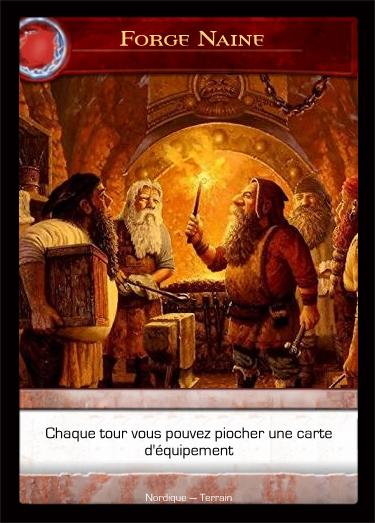 Forge Naine
Chaque tour vous pouvez piocher une carte
d'équipement
Nordique — Terrain